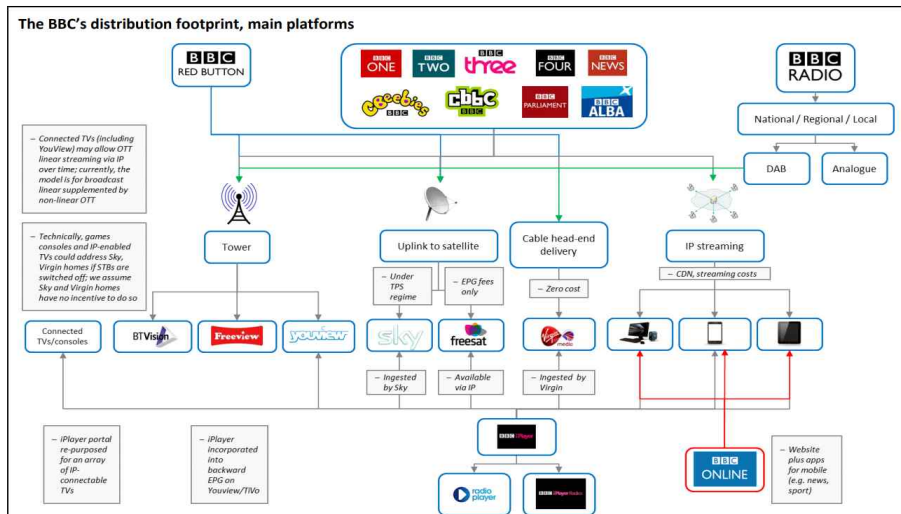 The BBC's distribution footprint, main platforms
BBC
RED BUTTON
BBC
ONE
BBC
TWO
BBC
three
BBC
FOUR
BBC
NEWS
CBeebies
BBC
cbbc
BBC
BBC
PARLIAMENT
BBC
ALBA
BBC
RADIO
National / Regional / Local
DAB
Analogue
– Connected TVs (including
YouView) may allow OTT
linear streaming via IP
over time; currently, the
model is for broadcast
linear supplemented by
non-linear OTT
– Technically, games
consoles and IP-enabled
TVs could address Sky,
Virgin homes if STBs are
switched off; we assume
Sky and Virgin homes
have no incentive to do so
Tower
Uplink to satellite
Cable head-end
delivery
IP streaming
– Under
TPS
regime
– EPG fees
only
– Zero cost
– CDN, streaming costs
Connected
TVs/consoles
BTVision
Freeview
youview
sky
freesat
Virgin
media
– Ingested
by Sky
– Available
via IP
– Ingested by
Virgin
– iPlayer portal
re-purposed
for an array
of IP-
connectable
TVs
– iPlayer
incorporated
into
backward
EPG on
Youview/TiVo
BBC iPlayer
radio
player
BBC iPlayer Radio
BBC
ONLINE
– Website
plus apps
for mobile
(e.g. news,
sport)